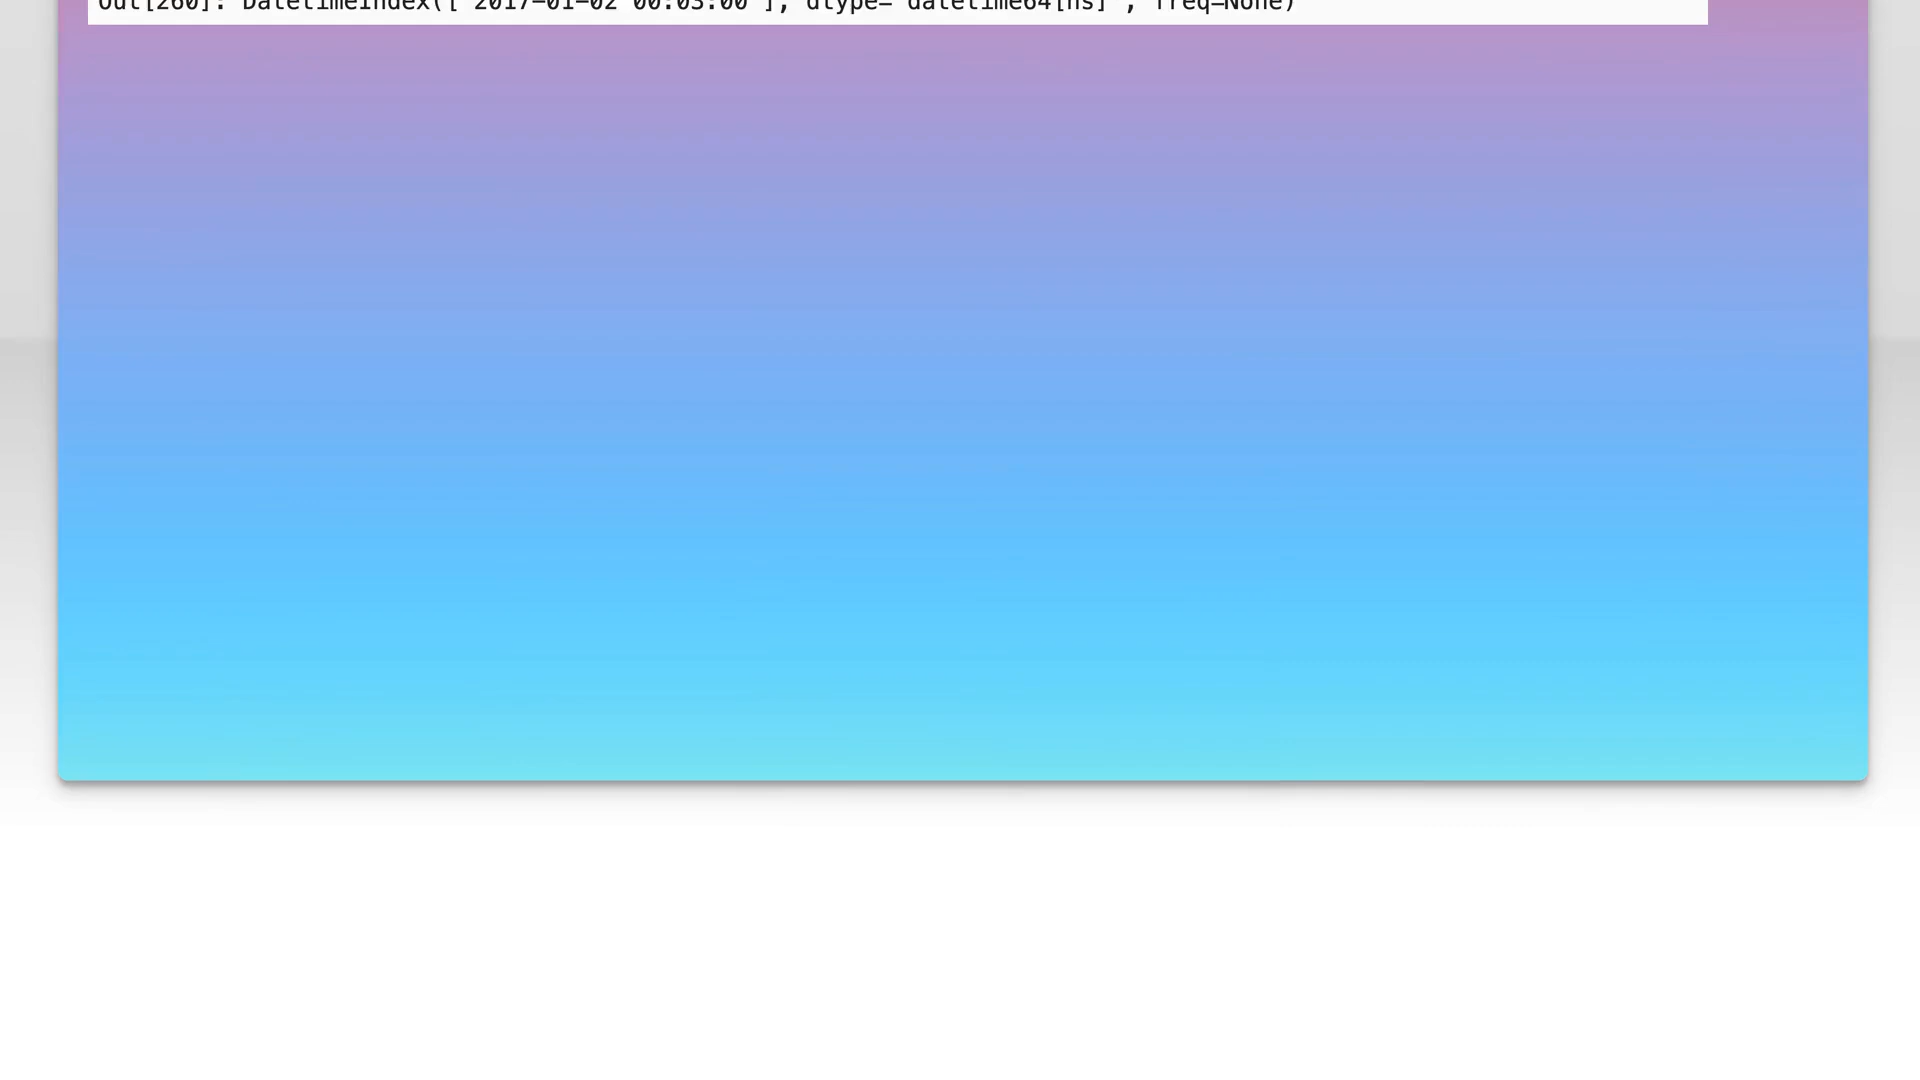 Out[260]: DatetimeIndex(['2017-01-02 00:03:00'], dtype='datetime64[ns]', freq=None)